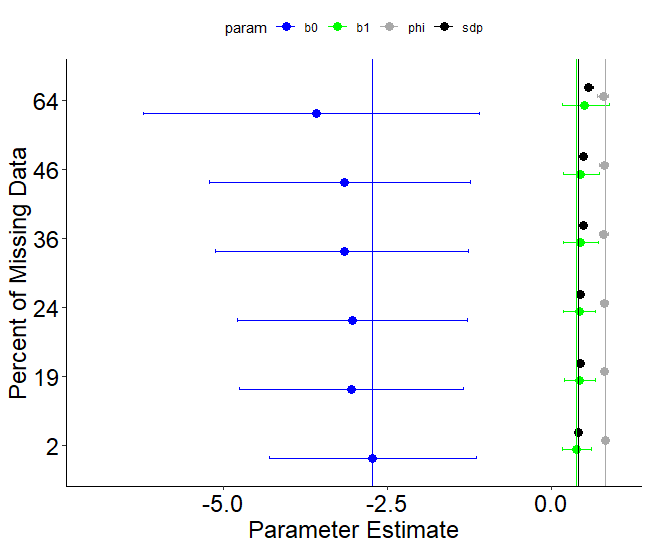 param b0 b1 phi sdp
Percent of Missing Data
64
46
36
24
19
2
-5.0 -2.5 0.0
Parameter Estimate